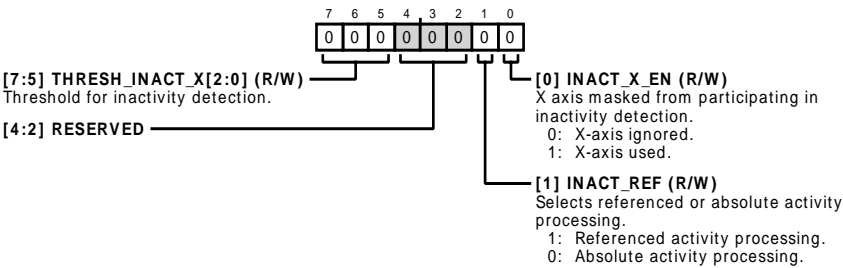 7 6 5 4 3 2 1 0
0 0 0 0 0 0 0 0
[7:5] THRESH_INACT_X[2:0] (R/W)
Threshold for inactivity detection.
[4:2] RESERVED
[0] INACT_X_EN (R/W)
X axis masked from participating in
inactivity detection.
0: X-axis ignored.
1: X-axis used.
[1] INACT_REF (R/W)
Selects referenced or absolute activity
processing.
1: Referenced activity processing.
0: Absolute activity processing.